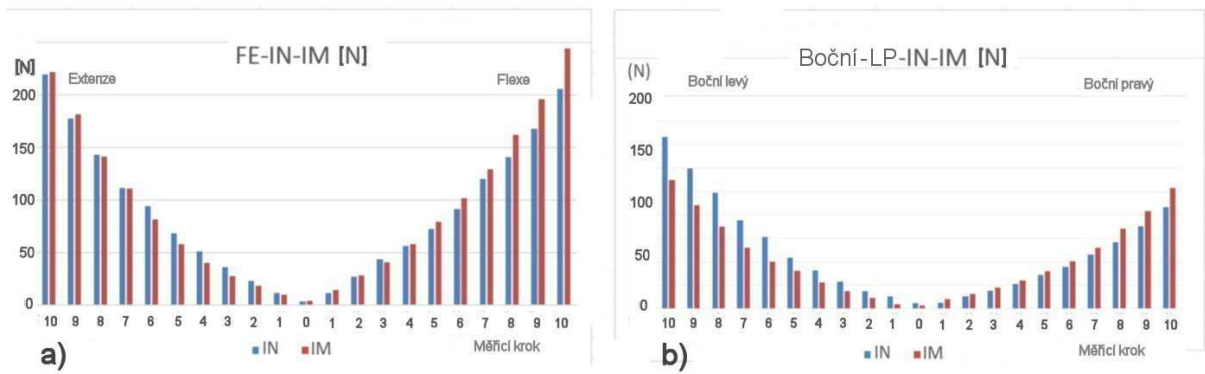 FE-IN-IM [N]
[N]
Extenze
Flexe
200
150
100
50
0
10 9 8 7 6 5 4 3 2 1 0 1 2 3 4 5 6 7 8 9 10
IN IM
Měřicí krok
a)
Boční-LP-IN-IM [N]
(N)
Boční levý
Boční pravý
200
150
100
50
0
10 9 8 7 6 5 4 3 2 1 0 1 2 3 4 5 6 7 8 9 10
IN IM
Měřicí krok
b)